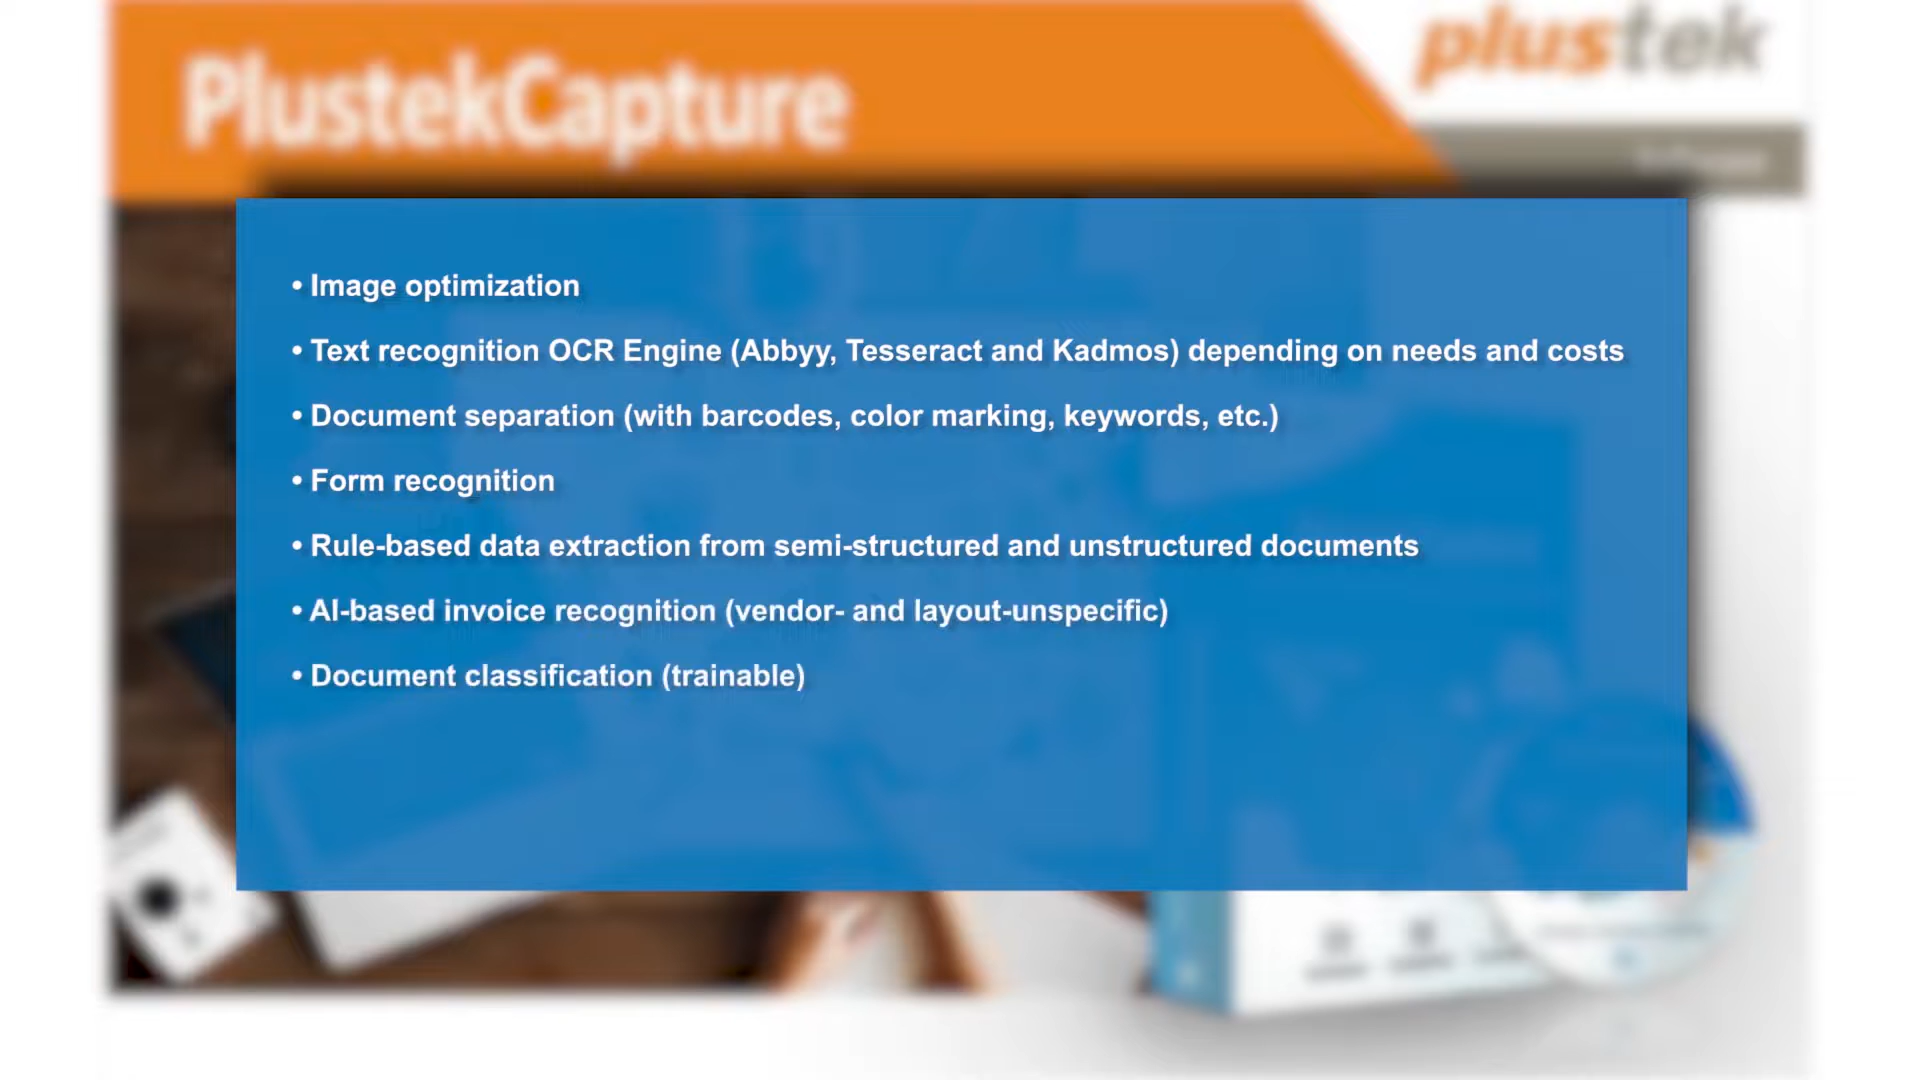 PlustekCapture
plustek
Software
• Image optimization
• Text recognition OCR Engine (Abbyy, Tesseract and Kadmos) depending on needs and costs
• Document separation (with barcodes, color marking, keywords, etc.)
• Form recognition
• Rule-based data extraction from semi-structured and unstructured documents
• AI-based invoice recognition (vendor- and layout-unspecific)
• Document classification (trainable)